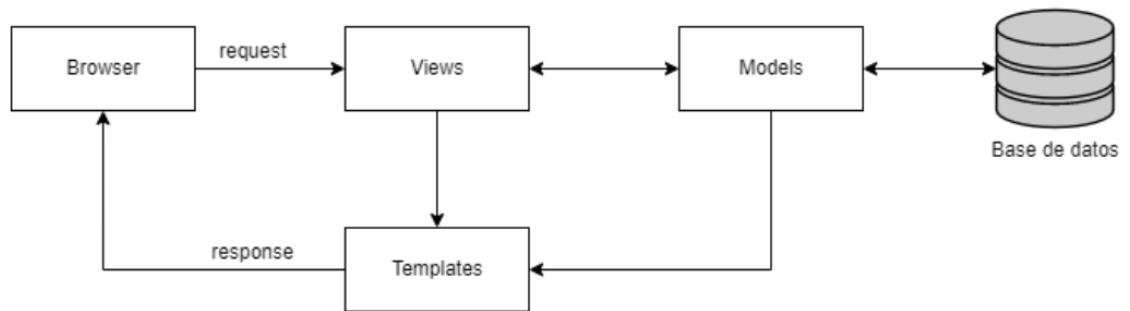 Browser
request
Views
Models
Base de datos
response
Templates